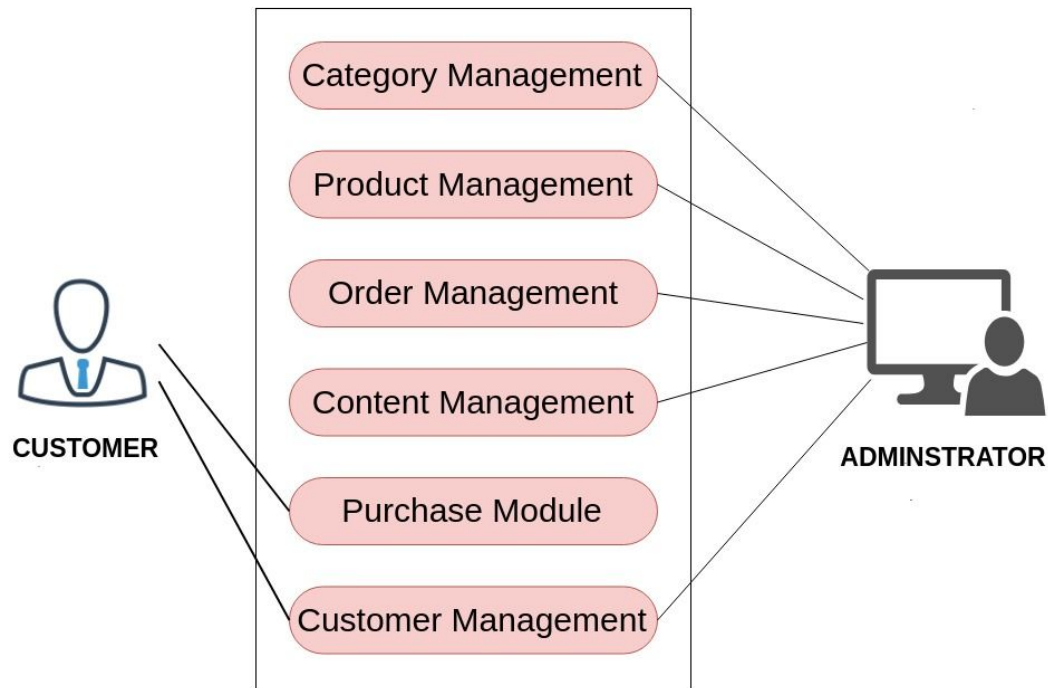 Category Management
Product Management
Order Management
Content Management
Purchase Module
Customer Management
CUSTOMER
ADMINSTRATOR